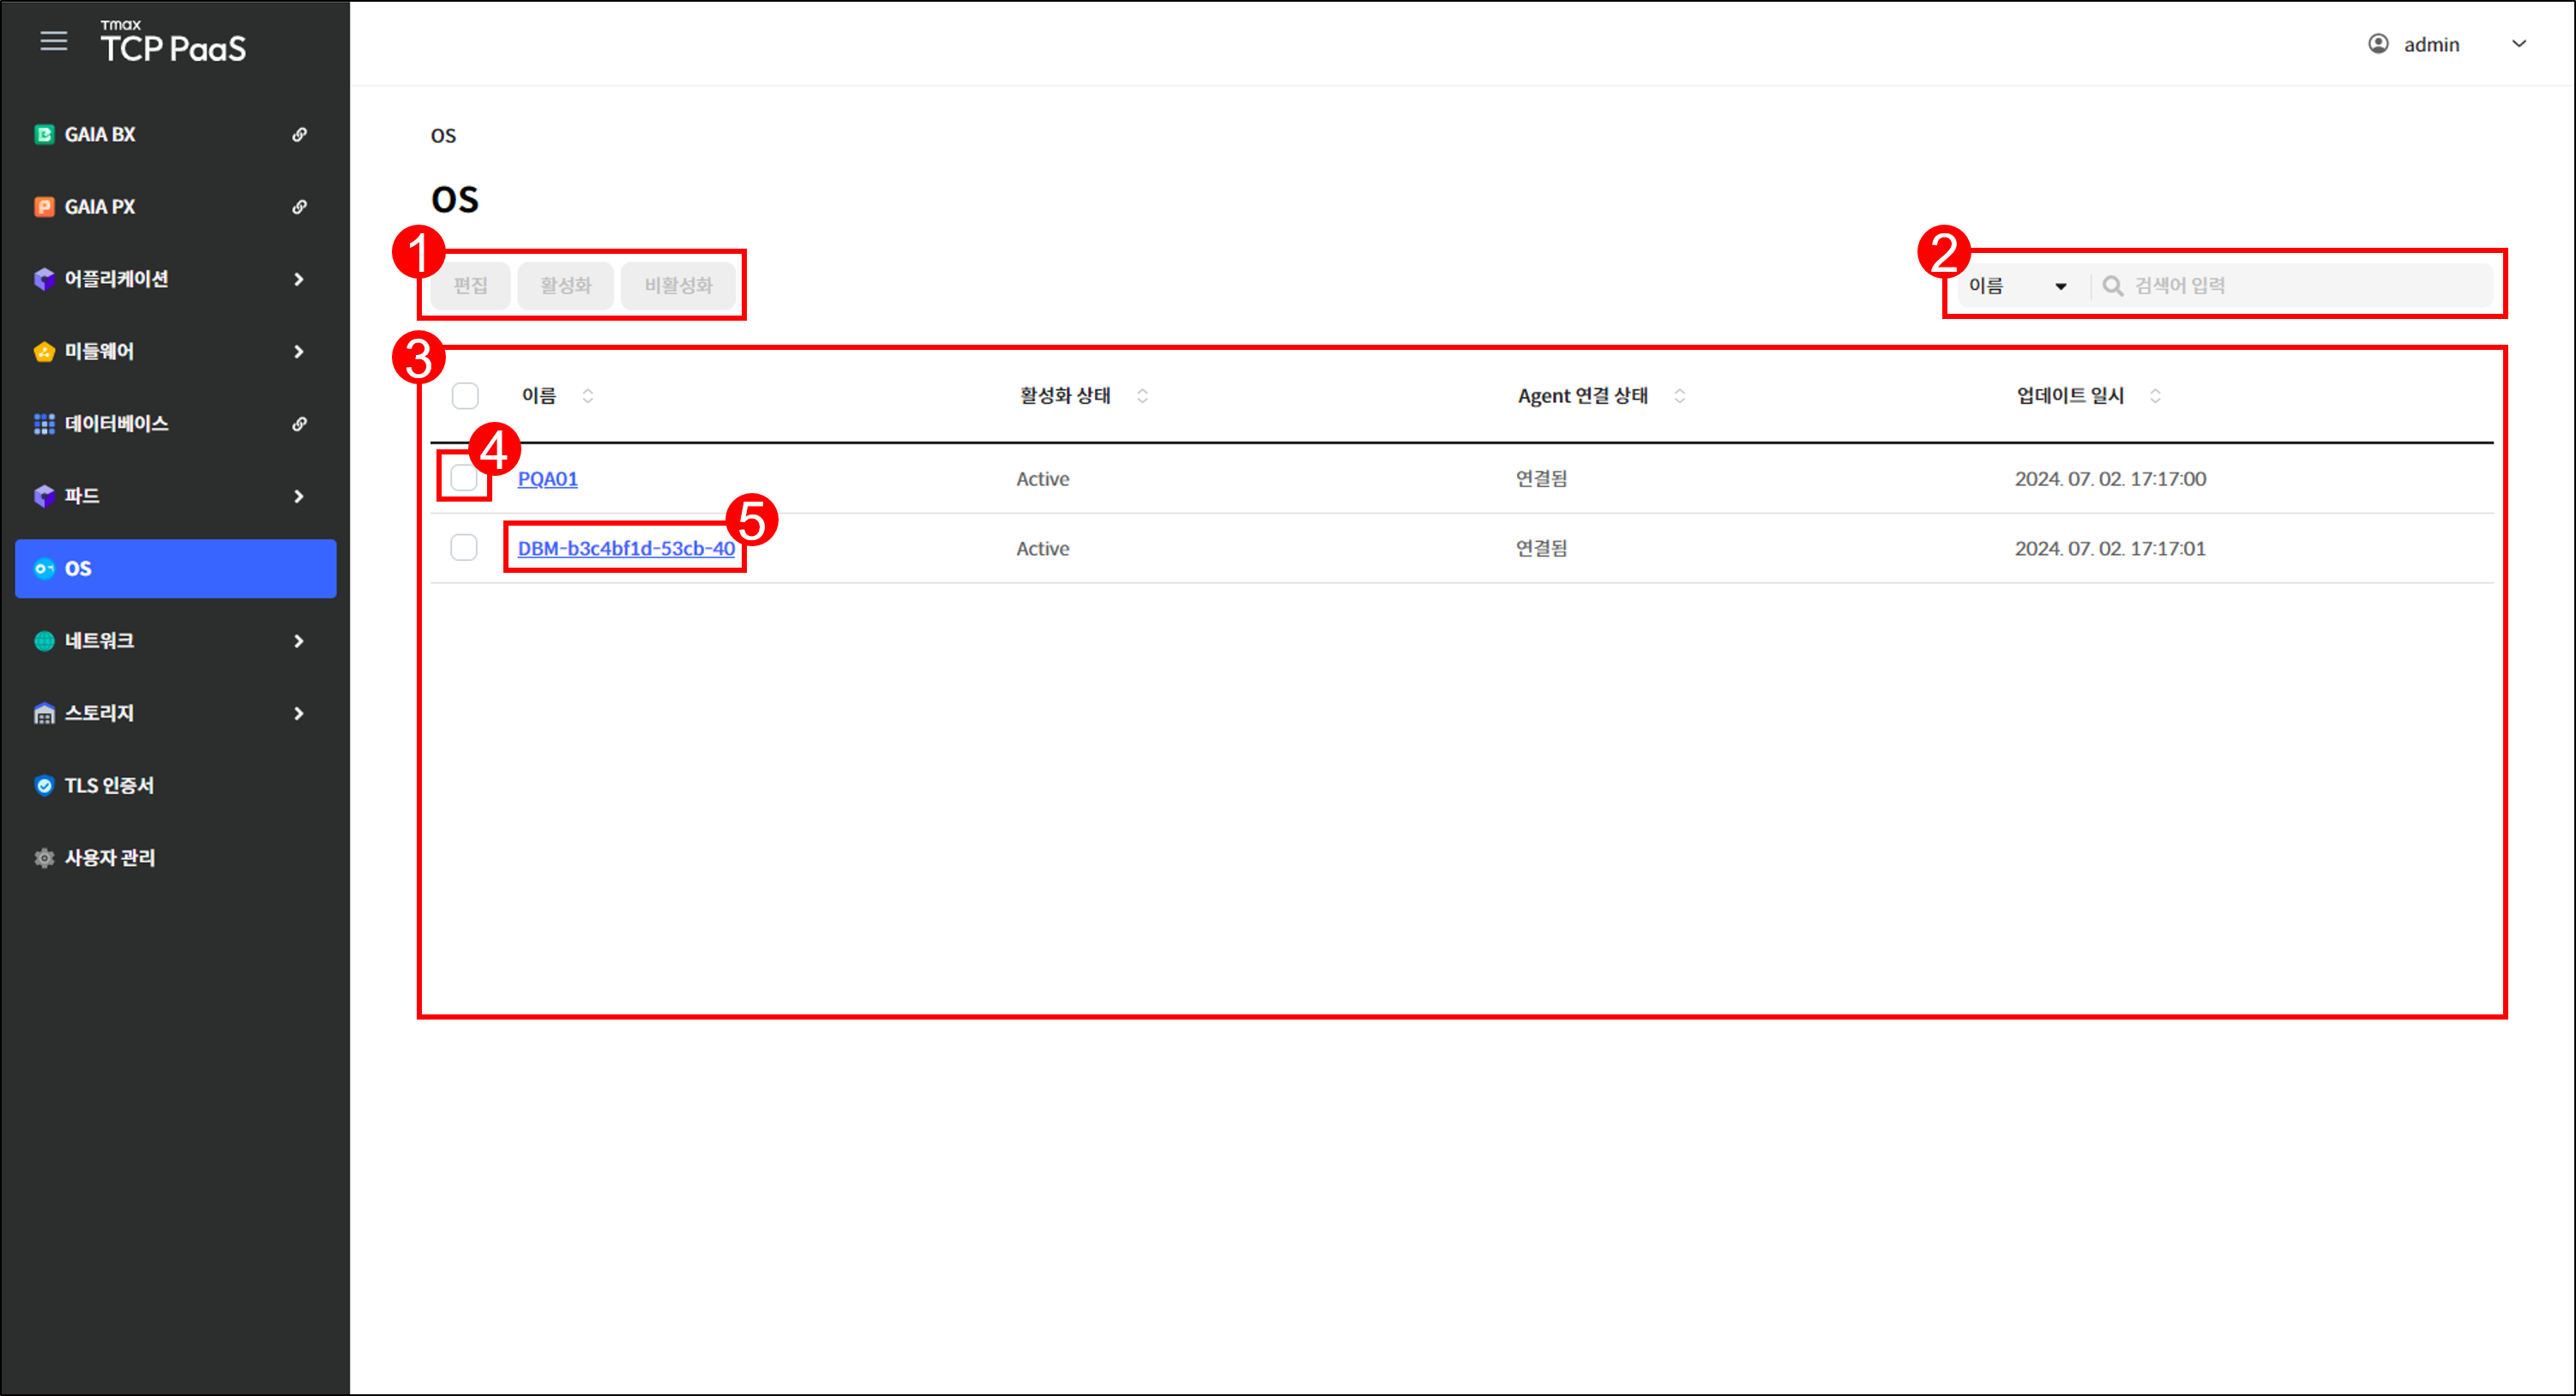 Tmax
TCP PaaS
admin
GAIA BX
GAIA PX
어플리케이션
미들웨어
데이터베이스
파드
OS
네트워크
스토리지
TLS 인증서
사용자 관리
OS
OS
1
편집 활성화 비활성화
2
이름 검색어 입력
3
이름 활성화 상태 Agent 연결 상태 업데이트 일시
4
PQA01 Active 연결됨 2024. 07. 02. 17:17:00
5
DBM-b3c4bf1d-53cb-40 Active 연결됨 2024. 07. 02. 17:17:01